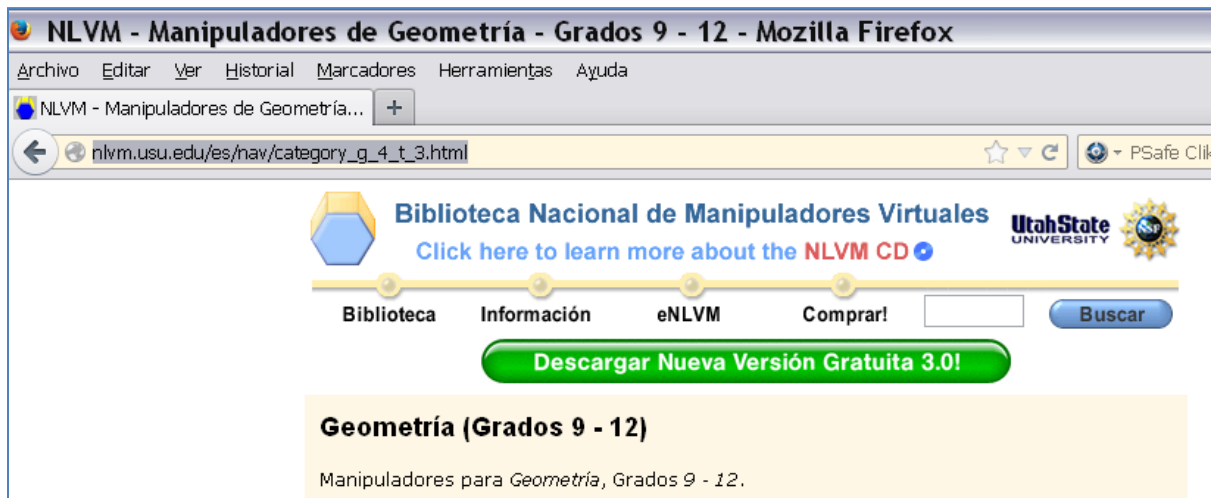 NLVM - Manipuladores de Geometría - Grados 9 - 12 - Mozilla Firefox
Archivo Editar Ver Historial Marcadores Herramientas Ayuda
NLVM - Manipuladores de Geometría... +
nlvm.usu.edu/es/nav/category_g_4_t_3.html PSafe Clik
Biblioteca Nacional de Manipuladores Virtuales
Click here to learn more about the NLVM CD
UtahState
UNIVERSITY
NSF
Biblioteca Información eNLVM Comprar! Buscar
Descargar Nueva Versión Gratuita 3.0!
Geometría (Grados 9 - 12)
Manipuladores para Geometría, Grados 9 - 12.